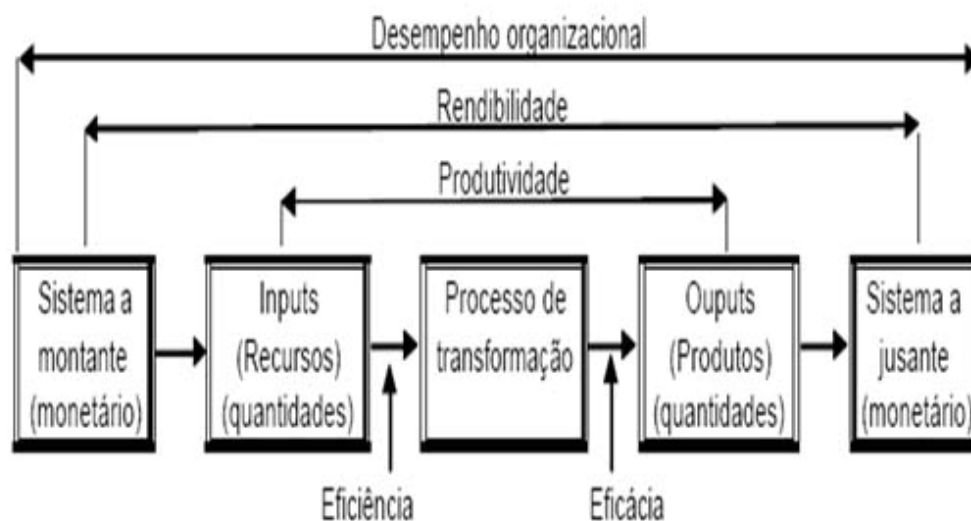 Desempenho organizacional
Rendibilidade
Produtividade
Sistema a
montante
(monetário)
Inputs
(Recursos)
(quantidades)
Processo de
transformação
Ouputs
(Produtos)
(quantidades)
Sistema a
jusante
(monetário)
Eficiência
Eficácia